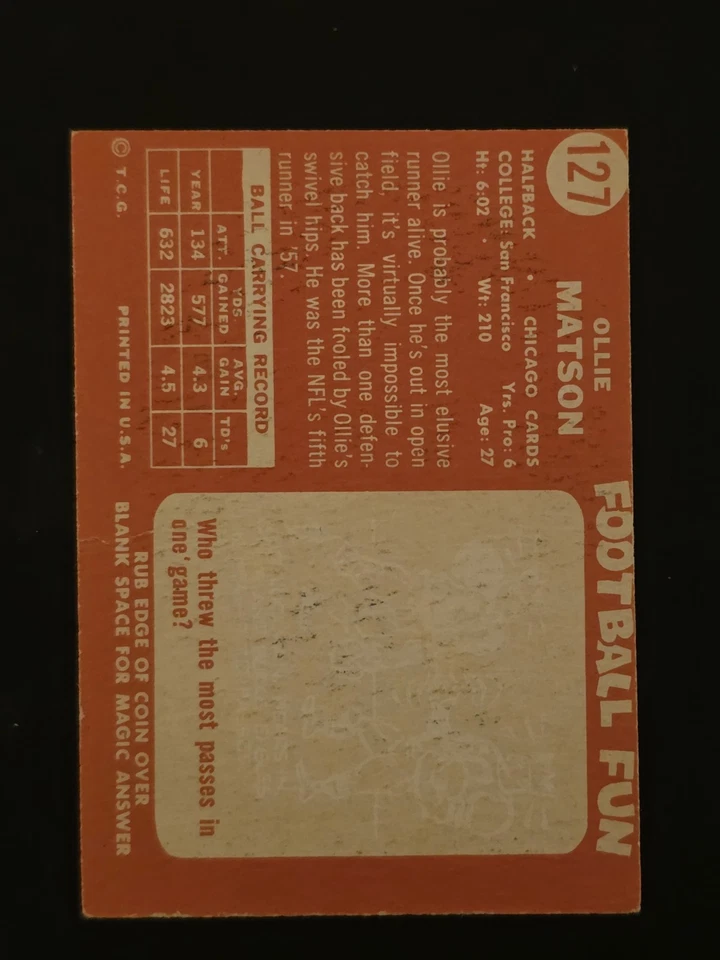 127
OLLIE
MATSON
HALFBACK • CHICAGO CARDS
COLLEGE: San Francisco Yrs. Pro: 6
Ht: 6:02 • Wt: 210 Age: 27
Ollie is probably the most elusive
runner alive. Once he's out in open
field, it's virtually impossible to
catch him. More than one defen-
sive back has been fooled by Ollie's
swivel hips. He was the NFL's fifth
runner in '57.
BALL CARRYING RECORD
ATT. YDS. GAINED AVG. GAIN TD's
YEAR 134 577 4.3 6
LIFE 632 2823 4.5 27
© T.C.G. PRINTED IN U.S.A.
FOOTBALL FUN
Who threw the most passes in
one game?
RUB EDGE OF COIN OVER
BLANK SPACE FOR MAGIC ANSWER